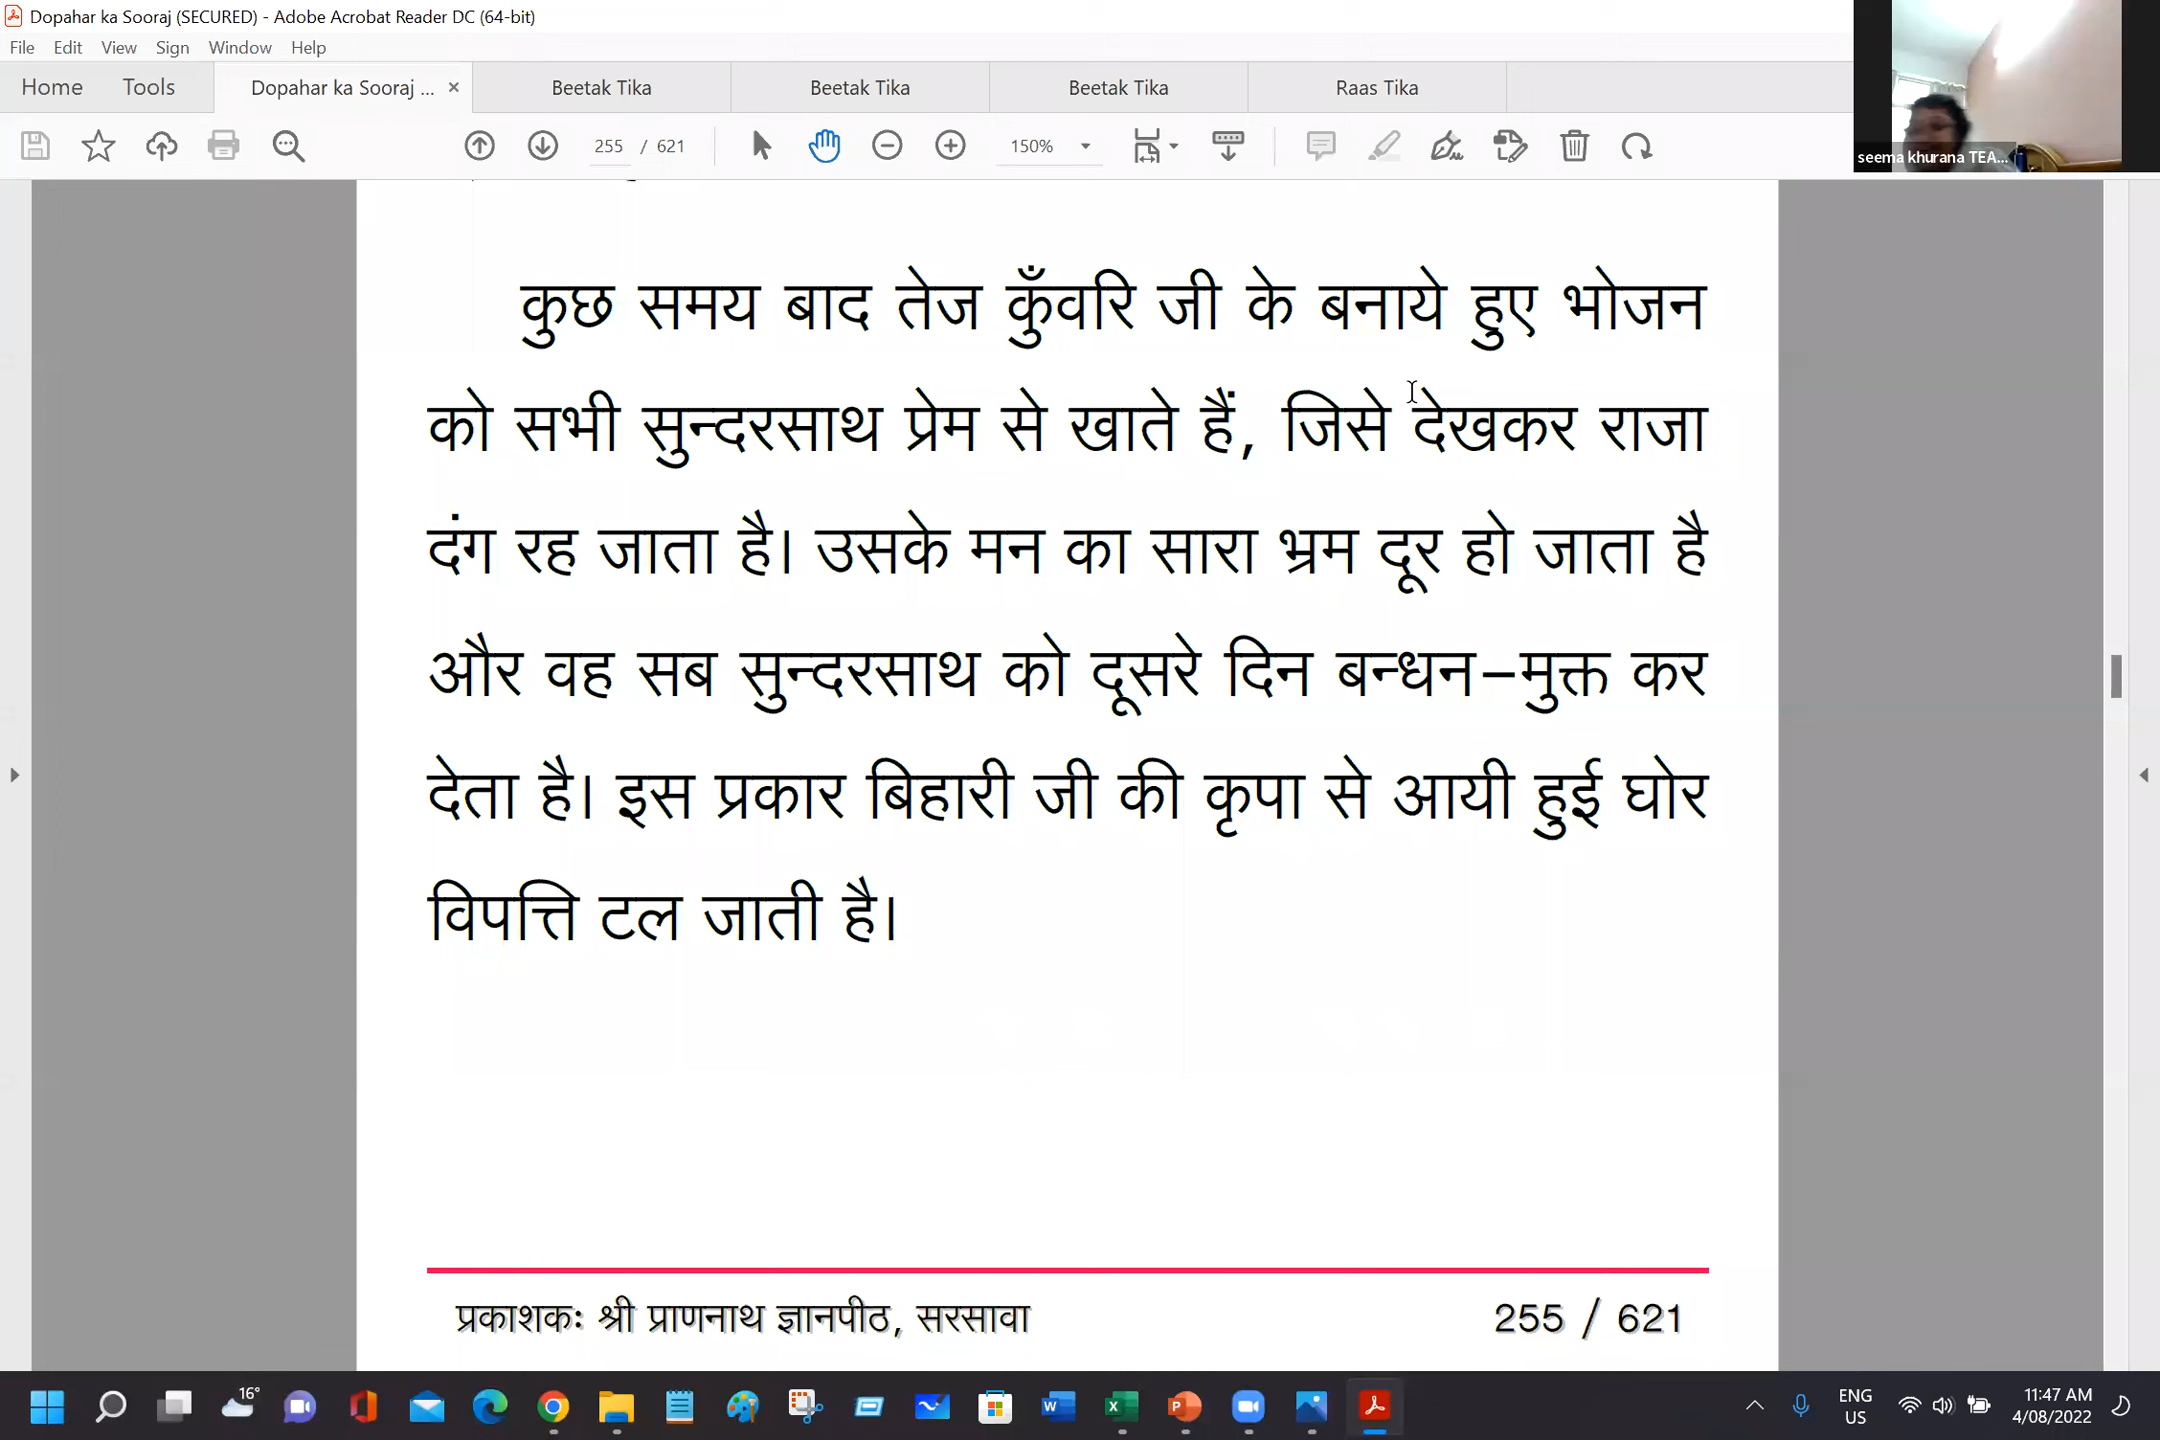 Dopahar ka Sooraj (SECURED) - Adobe Acrobat Reader DC (64-bit)
File Edit View Sign Window Help
Home Tools Dopahar ka Sooraj ... × Beetak Tika Beetak Tika Beetak Tika Raas Tika
255 / 621 150%
seema khurana TEA...
कुछ समय बाद तेज कुँवरि जी के बनाये हुए भोजन
को सभी सुन्दरसाथ प्रेम से खाते हैं, जिसे देखकर राजा
दंग रह जाता है। उसके मन का सारा भ्रम दूर हो जाता है
और वह सब सुन्दरसाथ को दूसरे दिन बन्धन-मुक्त कर
देता है। इस प्रकार बिहारी जी की कृपा से आयी हुई घोर
विपत्ति टल जाती है।
प्रकाशकः श्री प्राणनाथ ज्ञानपीठ, सरसावा 255 / 621
16°
ENG
US
11:47 AM
4/08/2022